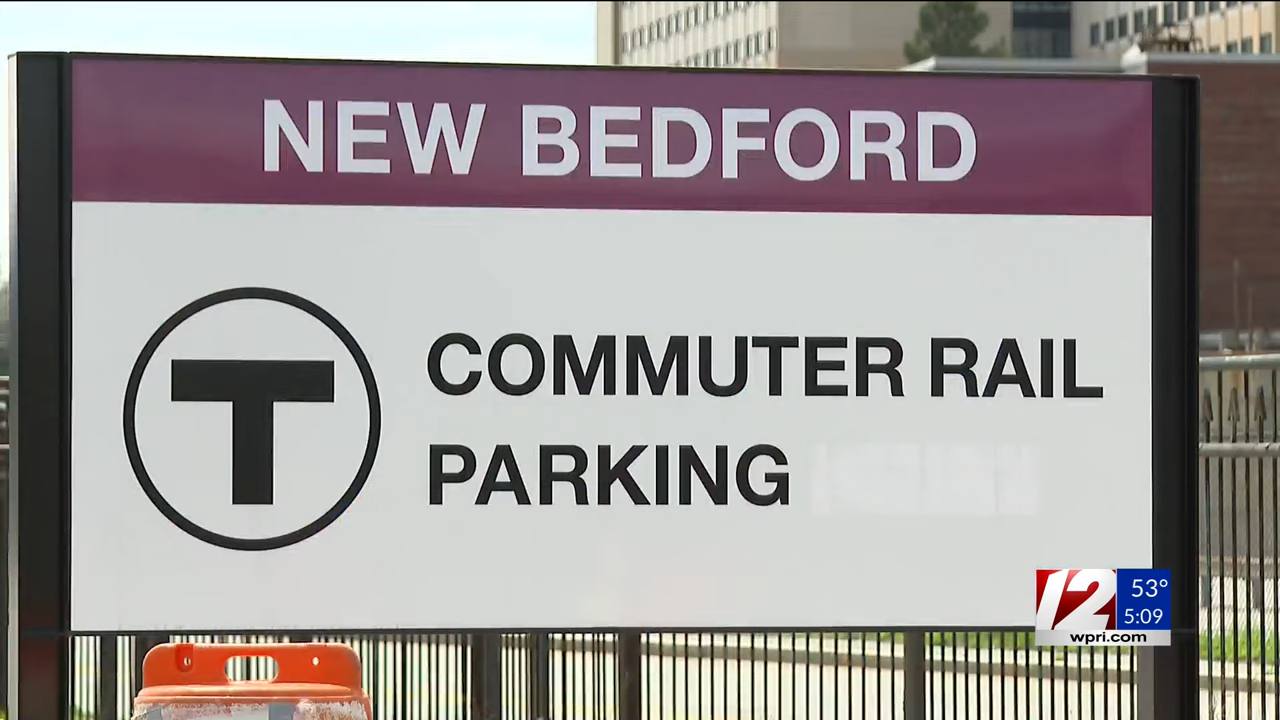 NEW BEDFORD
T
COMMUTER RAIL
PARKING
12
53°
5:09
wpri.com